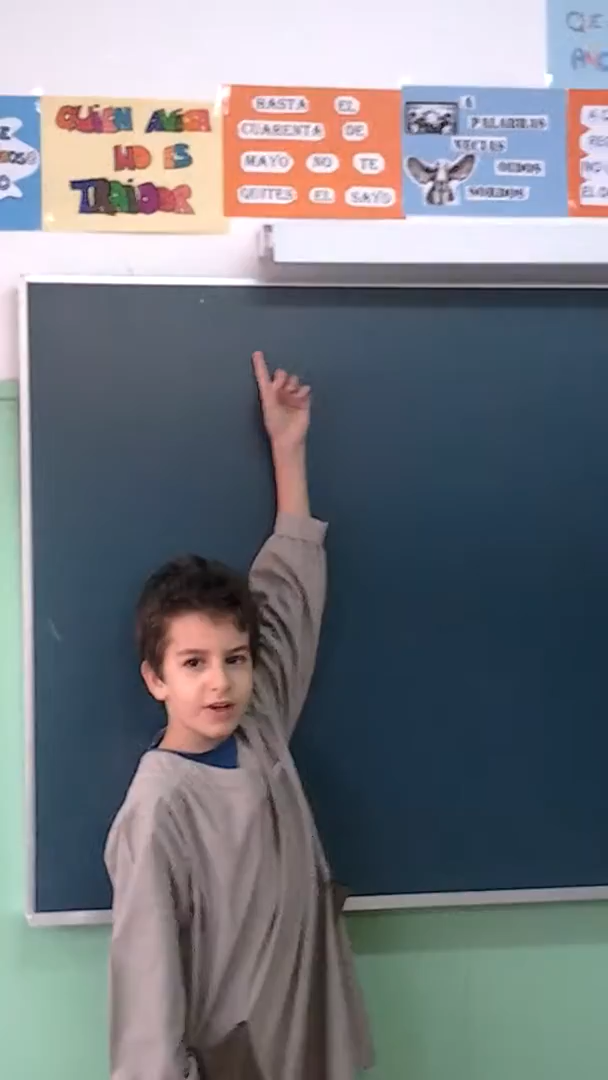 QUIEN AVISA
NO ES
TRAIDOR
HASTA EL
CUARENTA DE
MAYO NO TE
QUITES EL SAYO
A
PALABRAS
NECIAS
OIDOS
SORDOS
QUE